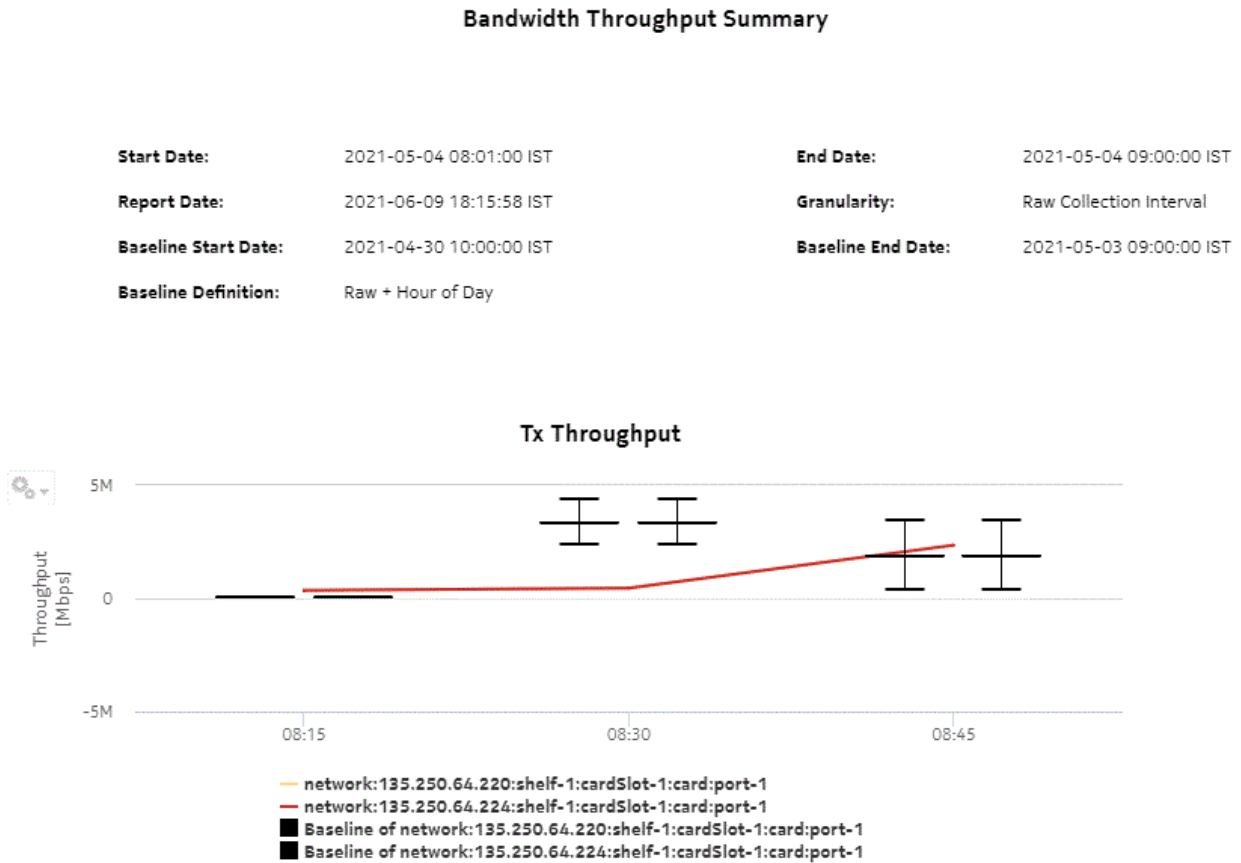 Bandwidth Throughput Summary
Start Date: 2021-05-04 08:01:00 IST End Date: 2021-05-04 09:00:00 IST
Report Date: 2021-06-09 18:15:58 IST Granularity: Raw Collection Interval
Baseline Start Date: 2021-04-30 10:00:00 IST Baseline End Date: 2021-05-03 09:00:00 IST
Baseline Definition: Raw + Hour of Day
Tx Throughput
5M
0
-5M
Throughput
[Mbps]
08:15 08:30 08:45
network:135.250.64.220:shelf-1:cardSlot-1:card:port-1
network:135.250.64.224:shelf-1:cardSlot-1:card:port-1
Baseline of network:135.250.64.220:shelf-1:cardSlot-1:card:port-1
Baseline of network:135.250.64.224:shelf-1:cardSlot-1:card:port-1